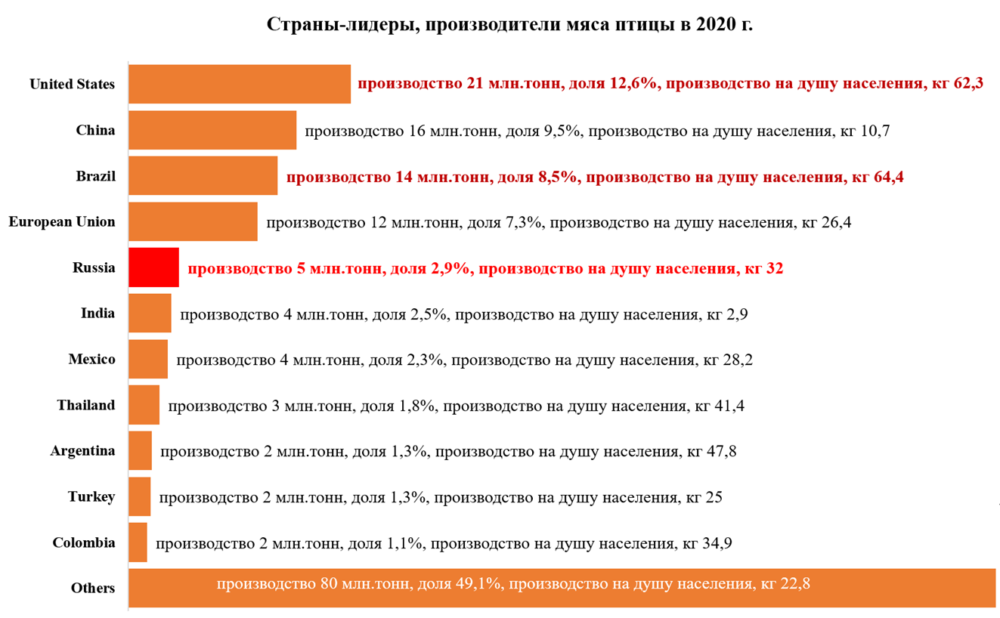 Страны-лидеры, производители мяса птицы в 2020 г.
United States производство 21 млн.тонн, доля 12,6%, производство на душу населения, кг 62,3
China производство 16 млн.тонн, доля 9,5%, производство на душу населения, кг 10,7
Brazil производство 14 млн.тонн, доля 8,5%, производство на душу населения, кг 64,4
European Union производство 12 млн.тонн, доля 7,3%, производство на душу населения, кг 26,4
Russia производство 5 млн.тонн, доля 2,9%, производство на душу населения, кг 32
India производство 4 млн.тонн, доля 2,5%, производство на душу населения, кг 2,9
Mexico производство 4 млн.тонн, доля 2,3%, производство на душу населения, кг 28,2
Thailand производство 3 млн.тонн, доля 1,8%, производство на душу населения, кг 41,4
Argentina производство 2 млн.тонн, доля 1,3%, производство на душу населения, кг 47,8
Turkey производство 2 млн.тонн, доля 1,3%, производство на душу населения, кг 25
Colombia производство 2 млн.тонн, доля 1,1%, производство на душу населения, кг 34,9
Others производство 80 млн.тонн, доля 49,1%, производство на душу населения, кг 22,8